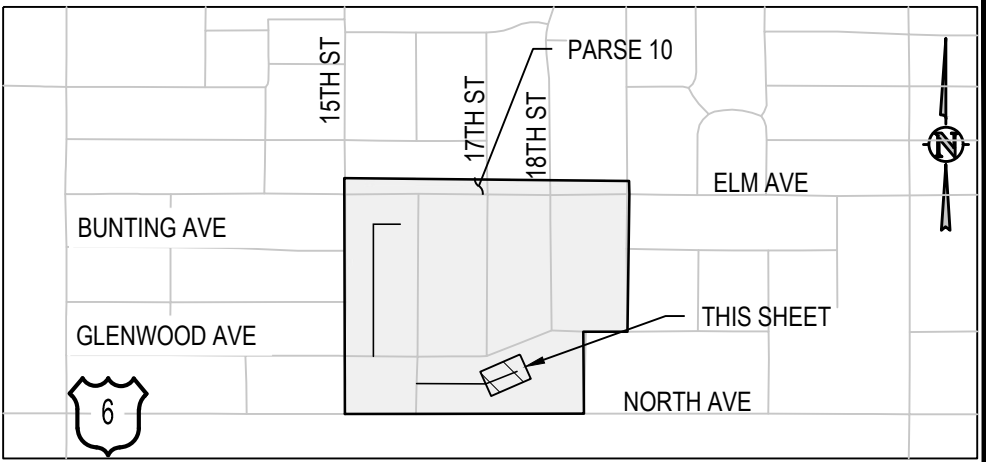 PARSE 10
15TH ST
17TH ST
18TH ST
N
ELM AVE
BUNTING AVE
THIS SHEET
GLENWOOD AVE
NORTH AVE
6